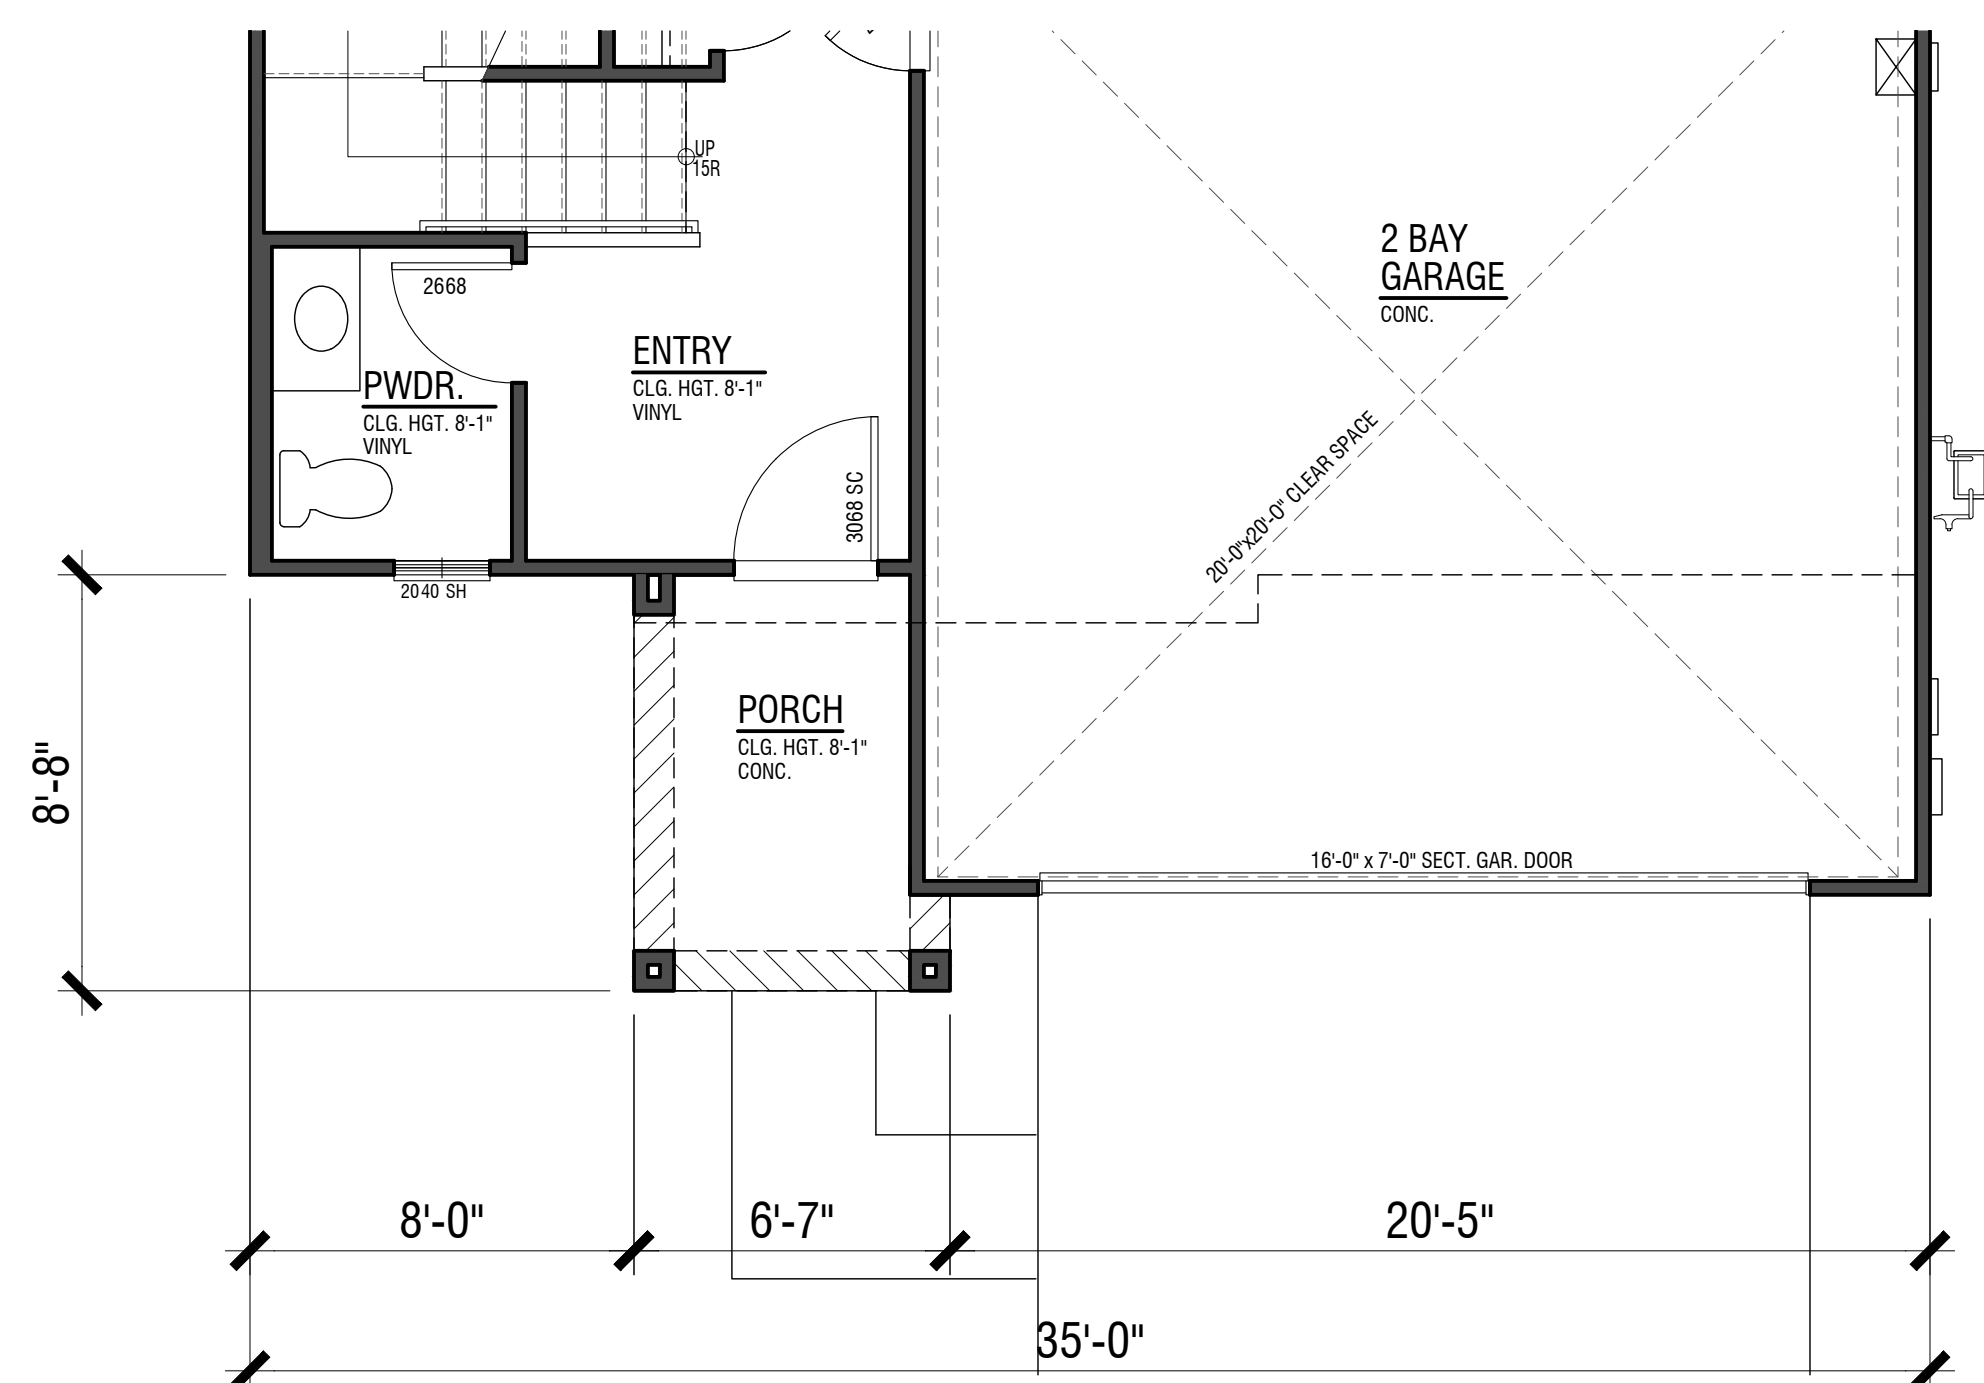 UP
15R
2 BAY
GARAGE
CONC.
2668
ENTRY
CLG. HGT. 8'-1"
VINYL
PWDR.
CLG. HGT. 8'-1"
VINYL
3068 SC
20'-0"x20'-0" CLEAR SPACE
2040 SH
PORCH
CLG. HGT. 8'-1"
CONC.
8'-8"
16'-0" x 7'-0" SECT. GAR. DOOR
8'-0"
6'-7"
20'-5"
35'-0"